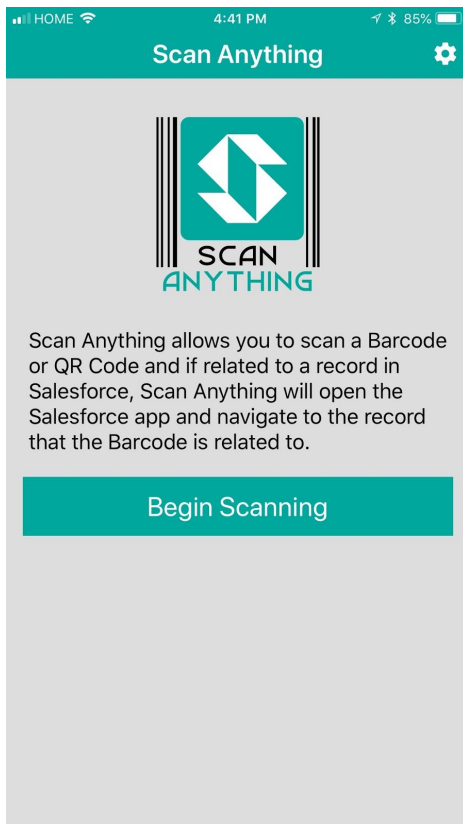 HOME 4:41 PM 85%
Scan Anything
SCAN
ANYTHING
Scan Anything allows you to scan a Barcode
or QR Code and if related to a record in
Salesforce, Scan Anything will open the
Salesforce app and navigate to the record
that the Barcode is related to.
Begin Scanning